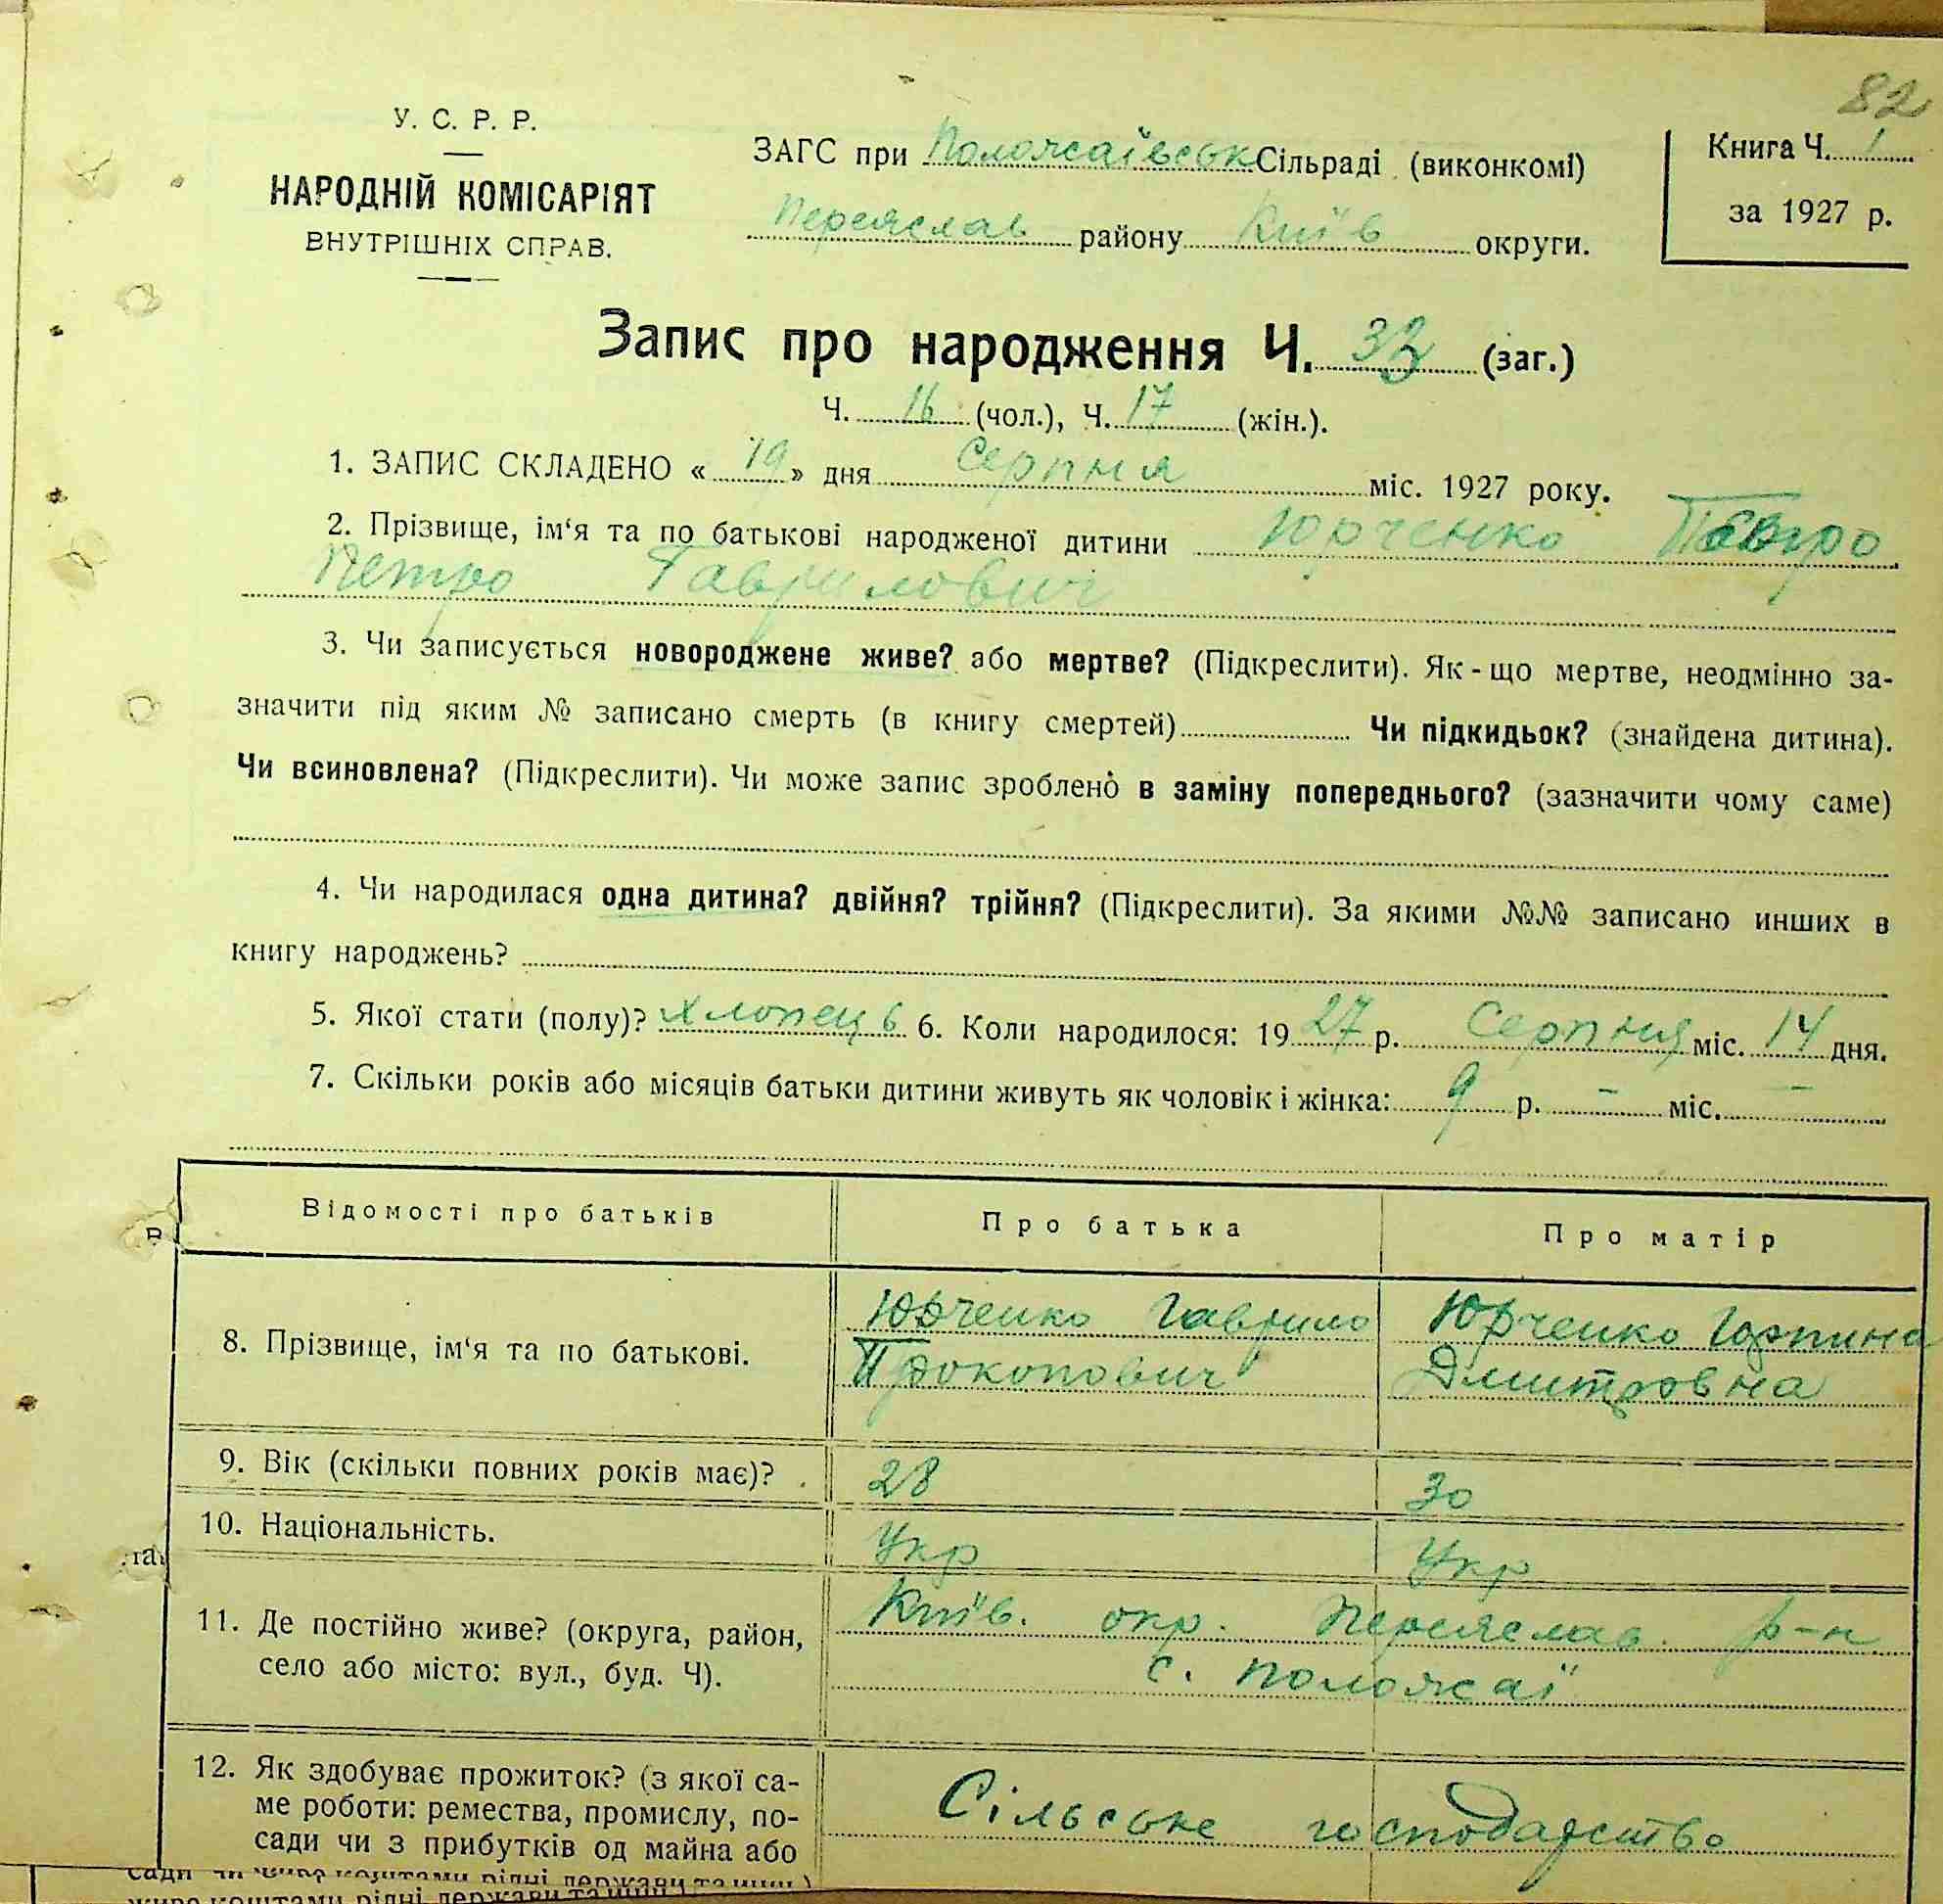 82
У. С. Р. Р.
НАРОДНІЙ КОМІСАРІЯТ
ВНУТРІШНІХ СПРАВ.
ЗАГС при Положаївськ Сільраді (виконкомі)
Переяслав району Київ округи.
Книга Ч. 1
за 1927 р.
Запис про народження Ч. 33 (заг.)
Ч. 16 (чол.), Ч. 17 (жін.).
1. ЗАПИС СКЛАДЕНО « 19 » дня Серпня міс. 1927 року.
2. Прізвище, ім‘я та по батькові народженої дитини Юрченко
Петро Гаврилович
3. Чи записується новороджене живе? або мертве? (Підкреслити). Як-що мертве, неодмінно за-
значити під яким № записано смерть (в книгу смертей) Чи підкидьок? (знайдена дитина).
Чи всиновлена? (Підкреслити). Чи може запис зроблено в заміну попереднього? (зазначити чому саме)
4. Чи народилася одна дитина? двійня? трійня? (Підкреслити). За якими №№ записано инших в
книгу народжень?
5. Якої стати (полу)? Хлопець 6. Коли народилося: 19 27 р. Серпня міс. 14 дня.
7. Скільки років або місяців батьки дитини живуть як чоловік і жінка: 9 р. – міс. –
Відомості про батьків Про батька Про матір
8. Прізвище, ім‘я та по батькові. Юрченко Гаврило Прокопович Юрченко Горпина Дмитровна
9. Вік (скільки повних років має)? 28 30
10. Національність. Укр Укр
11. Де постійно живе? (округа, район, Київ. окр. Переяслав. р-н
село або місто: вул., буд. Ч). с. Положаї
12. Як здобуває прожиток? (з якої са-
ме роботи: ремества, промислу, по- Сільське господарство
сади чи з прибутків од майна або